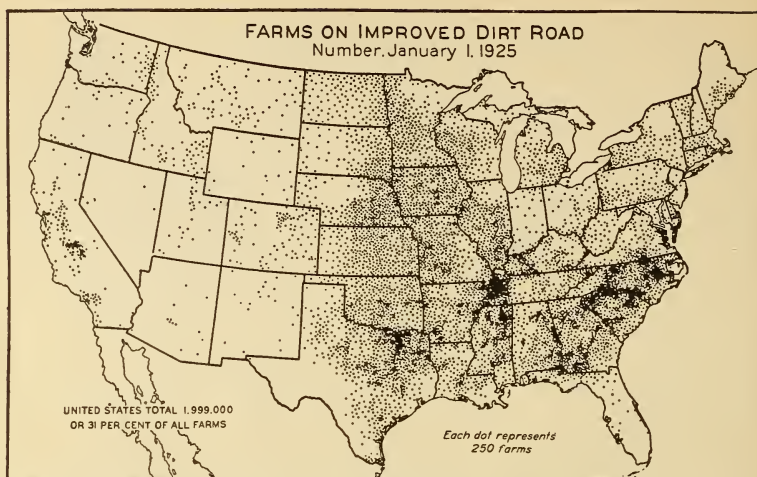 FARMS ON IMPROVED DIRT ROAD
Number, January 1, 1925
UNITED STATES TOTAL 1,999,000
OR 31 PER CENT OF ALL FARMS
Each dot represents
250 farms